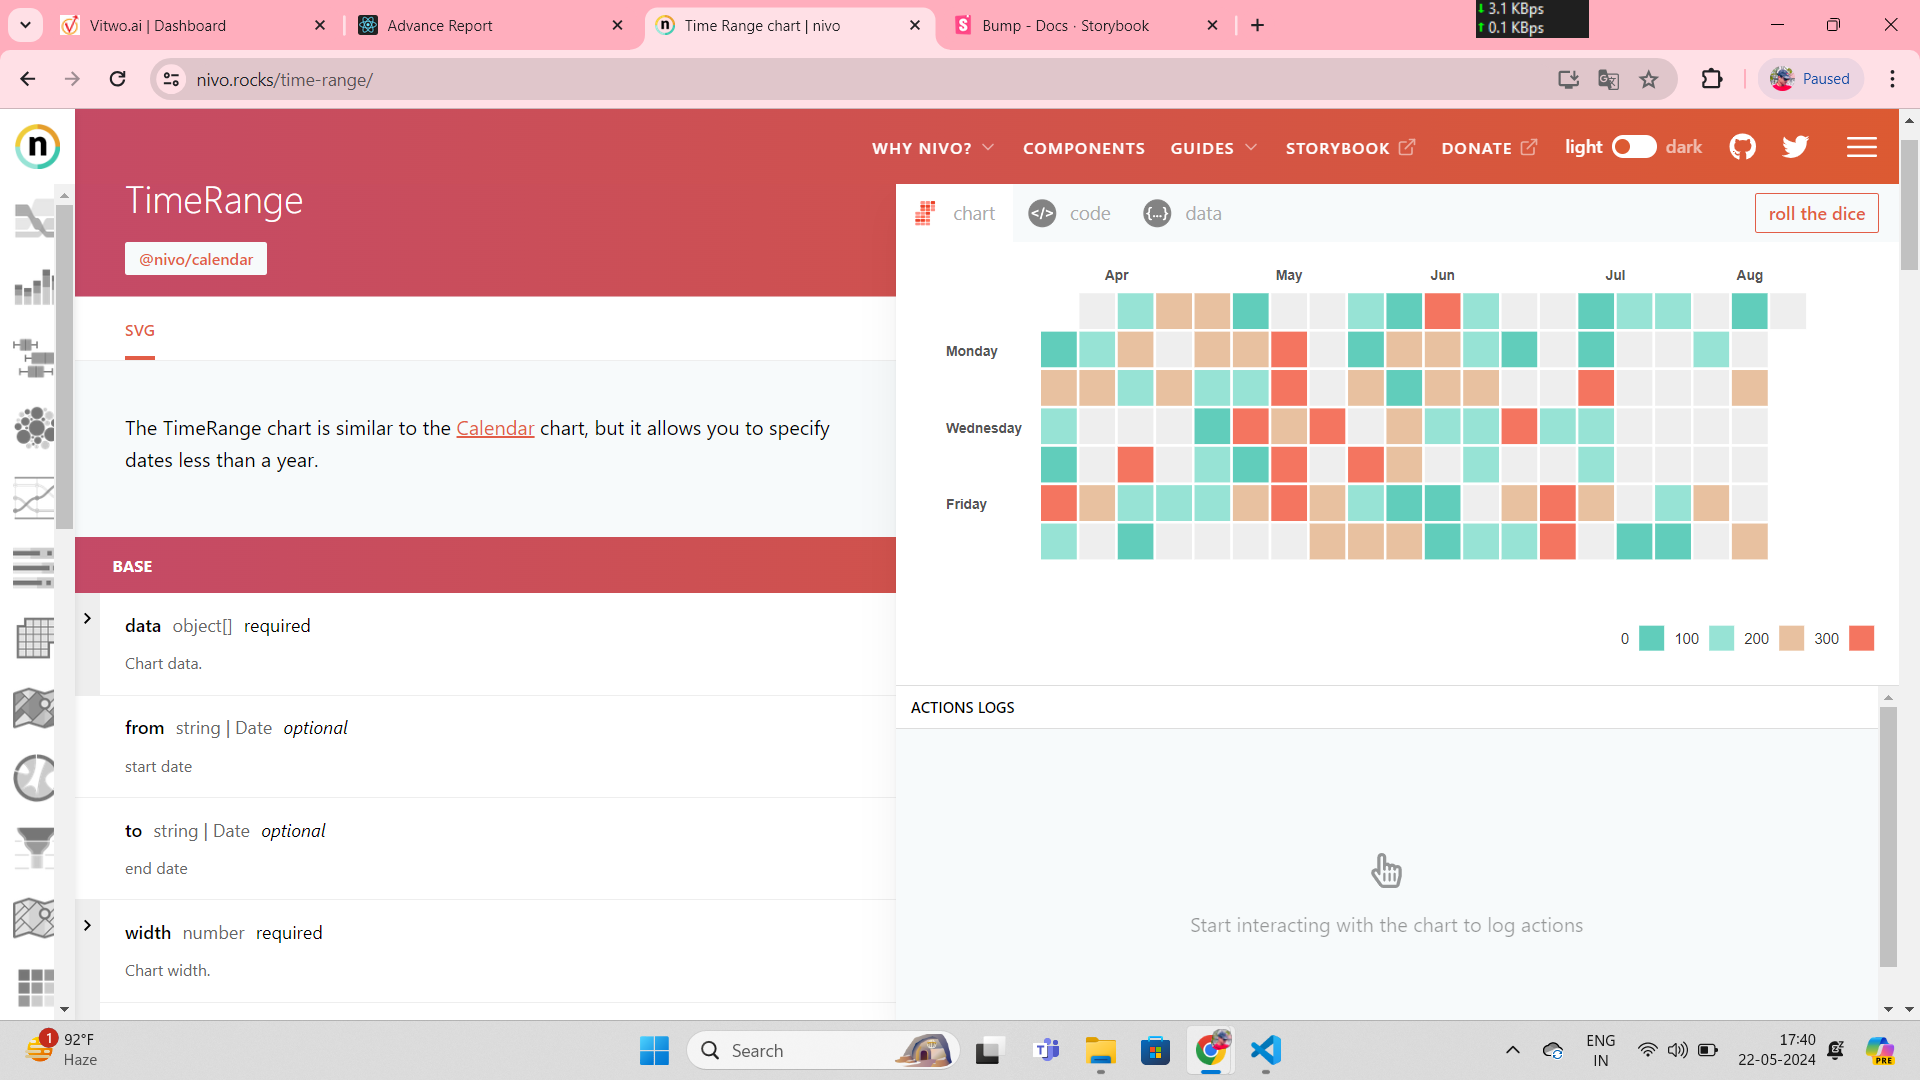 Vitwo.ai | Dashboard
Advance Report
Time Range chart | nivo
Bump - Docs · Storybook
3.1 KBps
0.1 KBps
nivo.rocks/time-range/
Paused
n
WHY NIVO?
COMPONENTS
GUIDES
STORYBOOK
DONATE
light
dark
TimeRange
@nivo/calendar
chart
code
data
roll the dice
SVG
The TimeRange chart is similar to the Calendar chart, but it allows you to specify
dates less than a year.
Apr May Jun Jul Aug
Monday
Wednesday
Friday
0 100 200 300
BASE
data object[] required
Chart data.
from string | Date optional
start date
to string | Date optional
end date
width number required
Chart width.
ACTIONS LOGS
Start interacting with the chart to log actions
1
92°F
Haze
Search
ENG
IN
17:40
22-05-2024
PRE